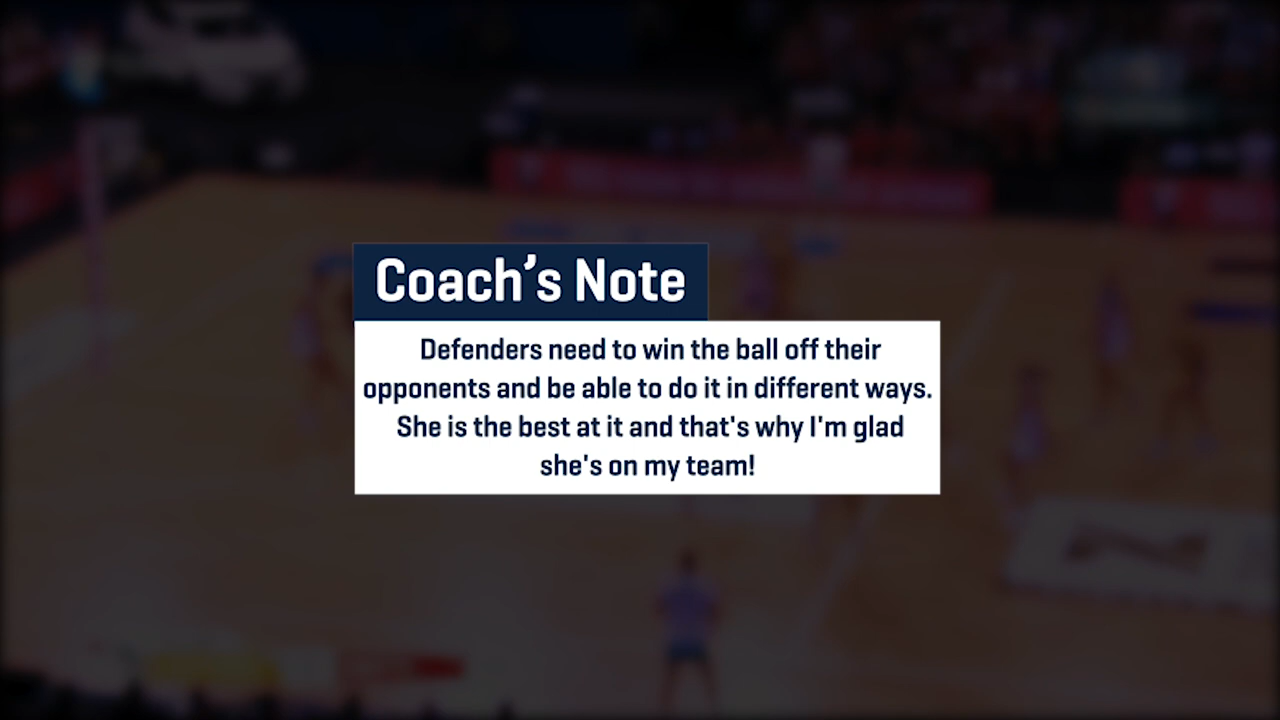 Coach’s Note
Defenders need to win the ball off their
opponents and be able to do it in different ways.
She is the best at it and that's why I'm glad
she's on my team!